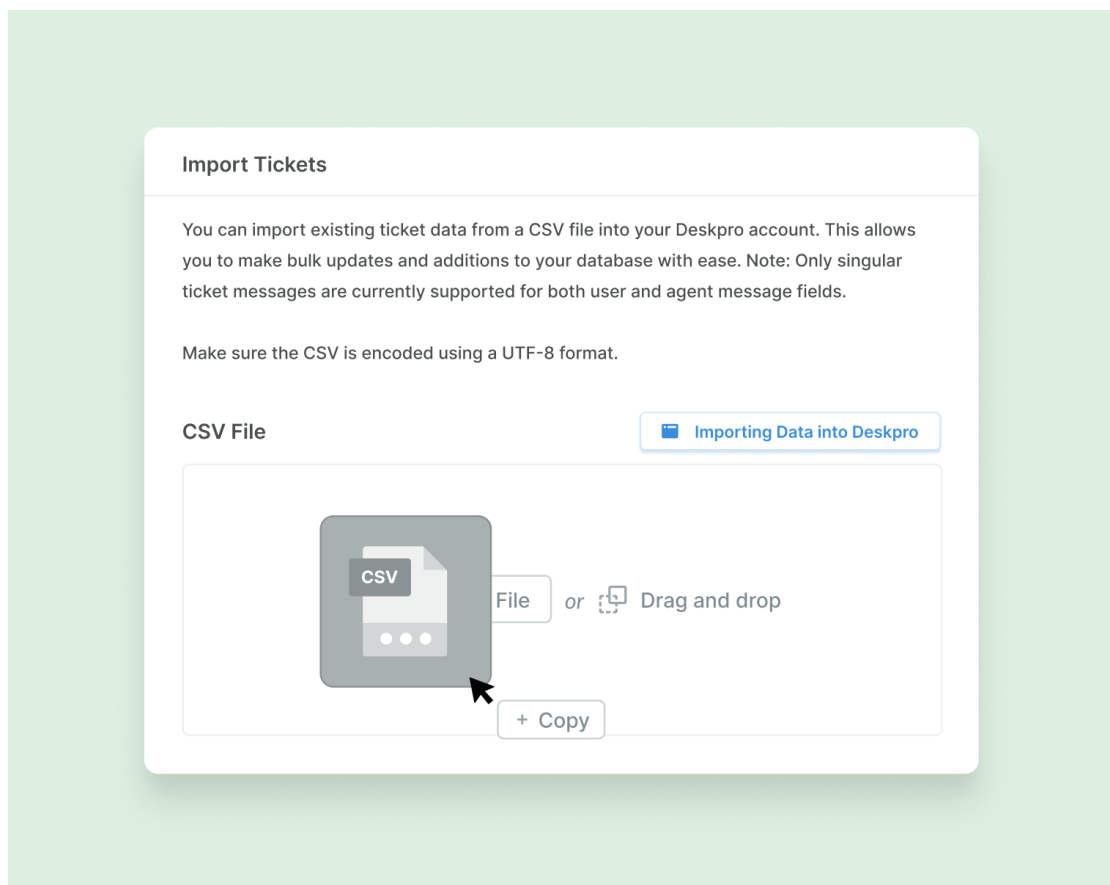 Import Tickets
You can import existing ticket data from a CSV file into your Deskpro account. This allows
you to make bulk updates and additions to your database with ease. Note: Only singular
ticket messages are currently supported for both user and agent message fields.
Make sure the CSV is encoded using a UTF-8 format.
CSV File
Importing Data into Deskpro
CSV
File or Drag and drop
+ Copy